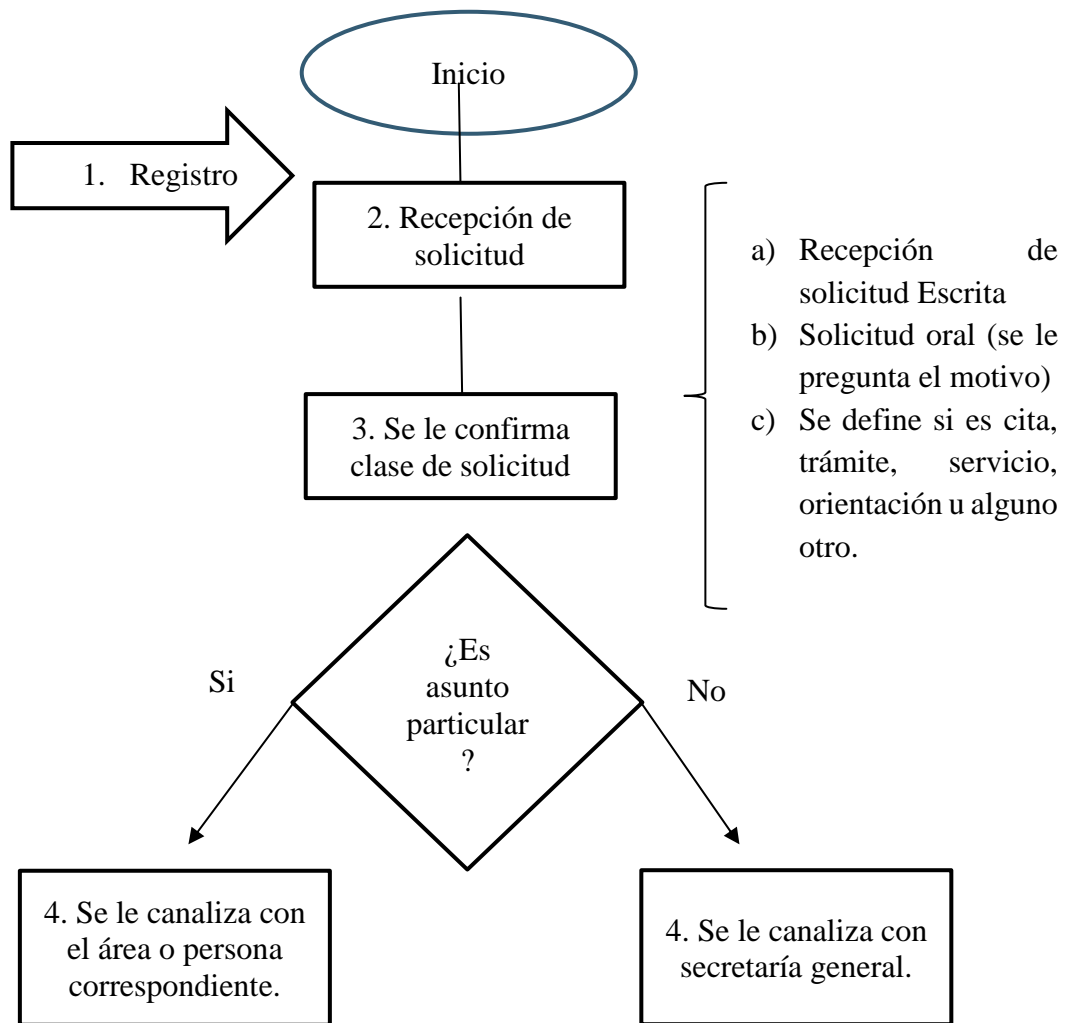 Inicio
1. Registro
2. Recepción de
solicitud
a) Recepción de
solicitud Escrita
b) Solicitud oral (se le
pregunta el motivo)
c) Se define si es cita,
trámite, servicio,
orientación u alguno
otro.
3. Se le confirma
clase de solicitud
¿Es
asunto
particular
?
Si
No
4. Se le canaliza con
el área o persona
correspondiente.
4. Se le canaliza con
secretaría general.